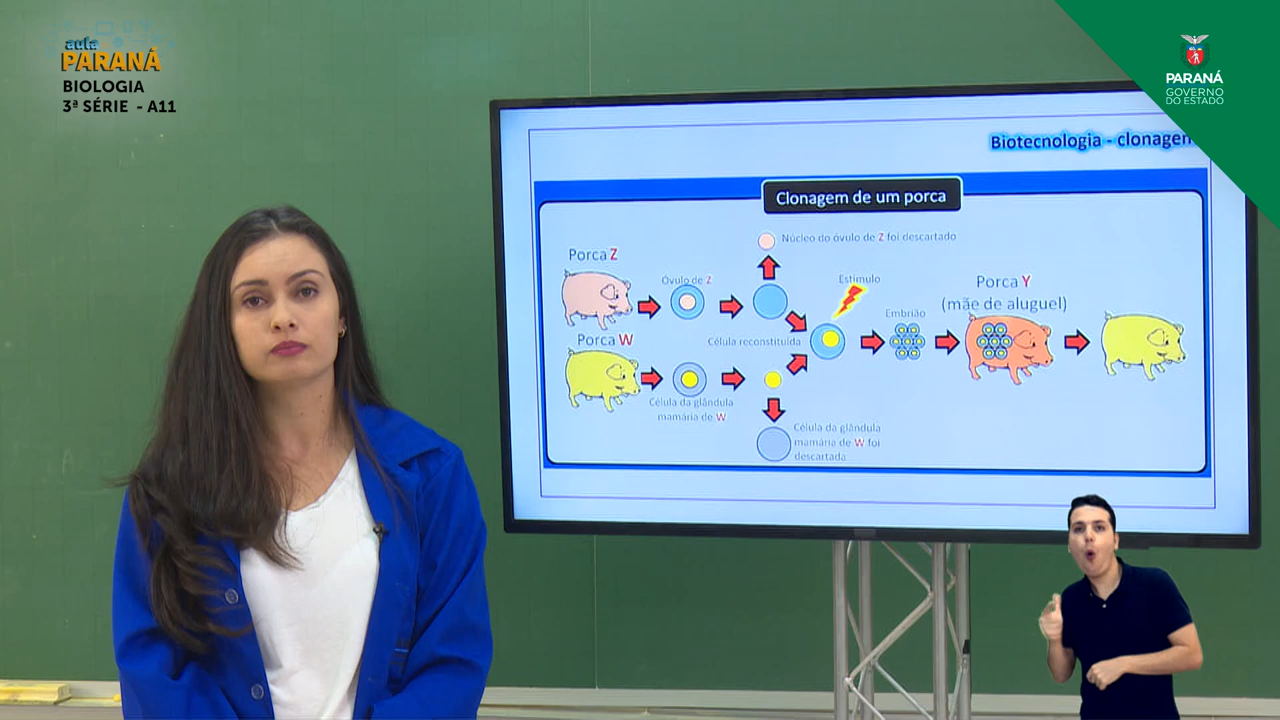 aula
PARANÁ
BIOLOGIA
3ª SÉRIE - A11
PARANÁ
GOVERNO
DO ESTADO
Biotecnologia - clonagem
Clonagem de um porca
Núcleo do óvulo de Z foi descartado
Porca Z
Óvulo de Z
Estímulo
Porca Y
(mãe de aluguel)
Embrião
Porca W
Célula reconstituída
Célula da glândula
mamária de W
Célula da glândula
mamária de W foi
descartada